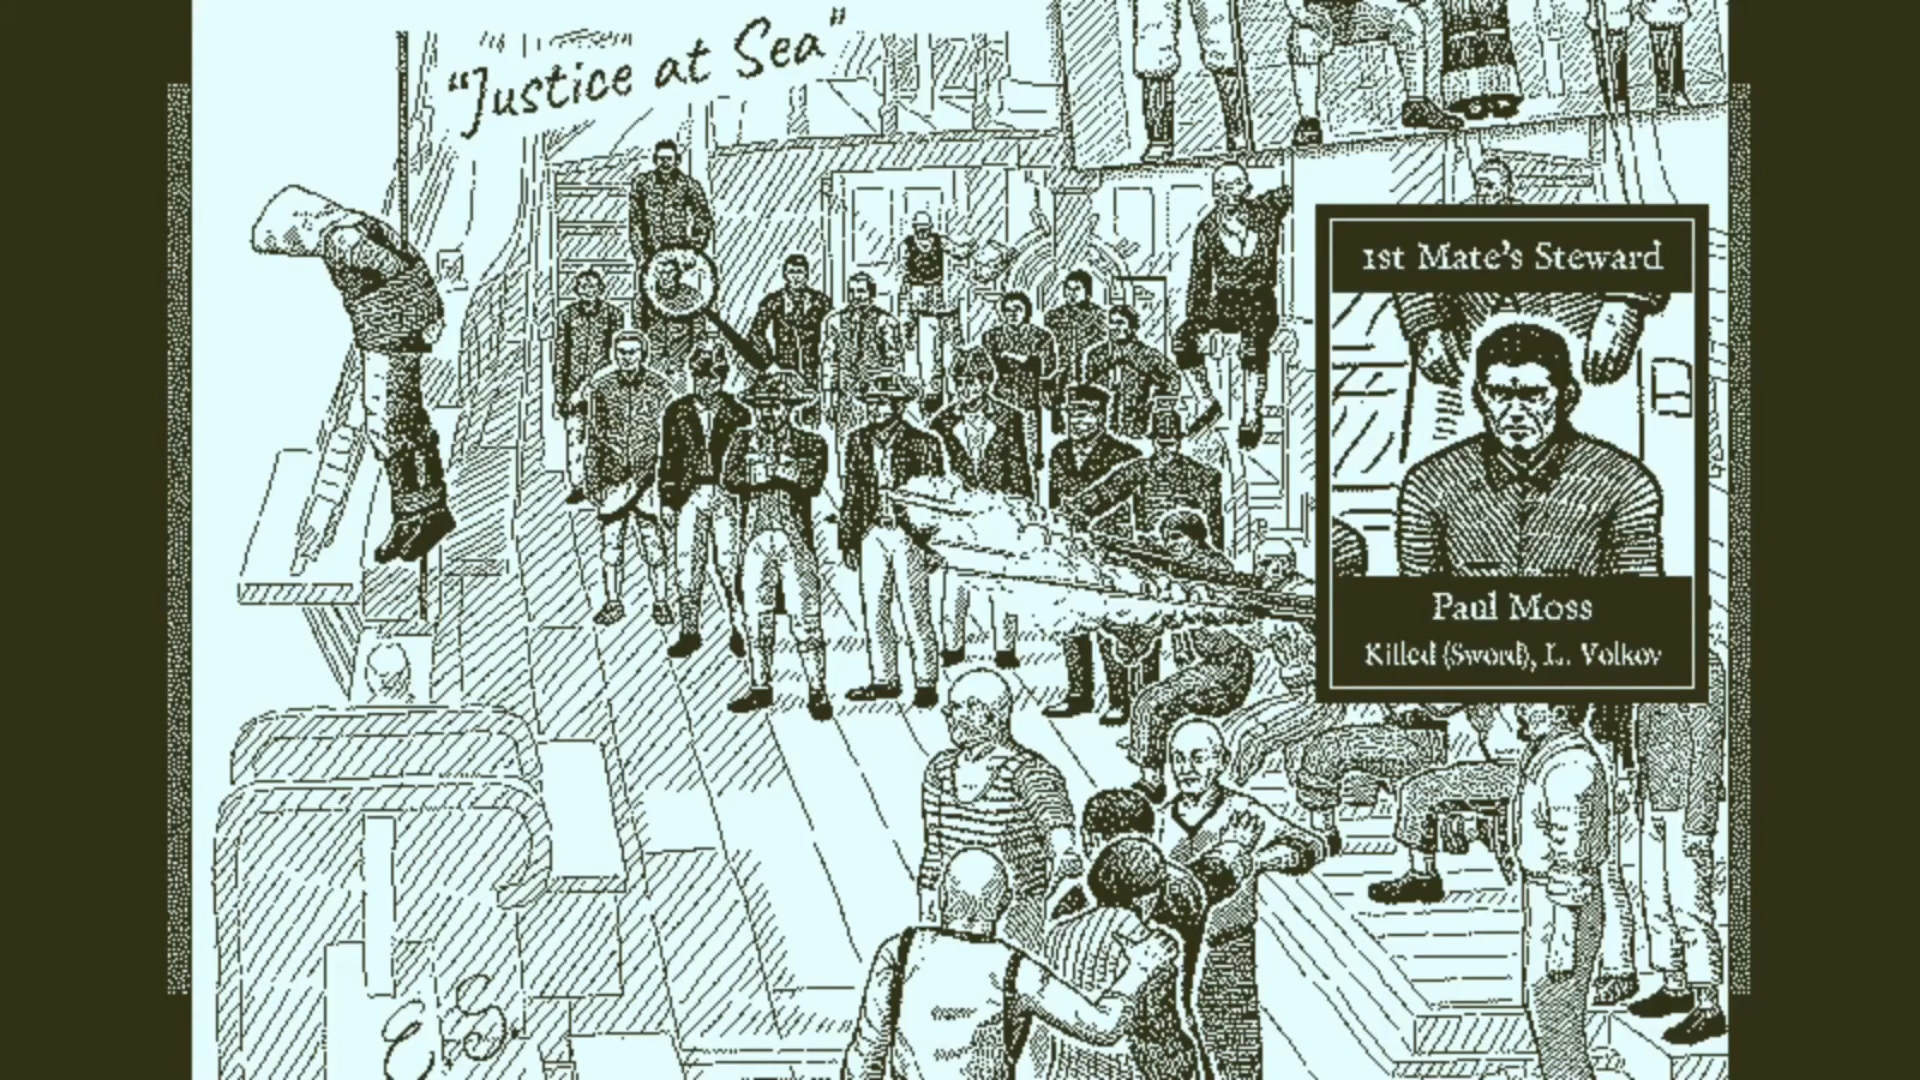 "Justice at Sea"
1st Mate's Steward
Paul Moss
Killed (Sword), L. Volkov
E.S.